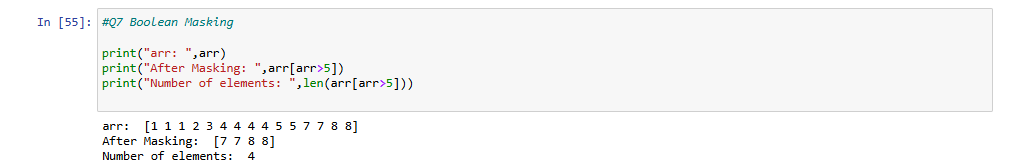 In [55]: #Q7 Boolean Masking
print("arr: ",arr)
print("After Masking: ",arr[arr>5])
print("Number of elements: ",len(arr[arr>5]))
arr:  [1 1 1 2 3 4 4 4 4 5 5 7 7 8 8]
After Masking:  [7 7 8 8]
Number of elements:  4